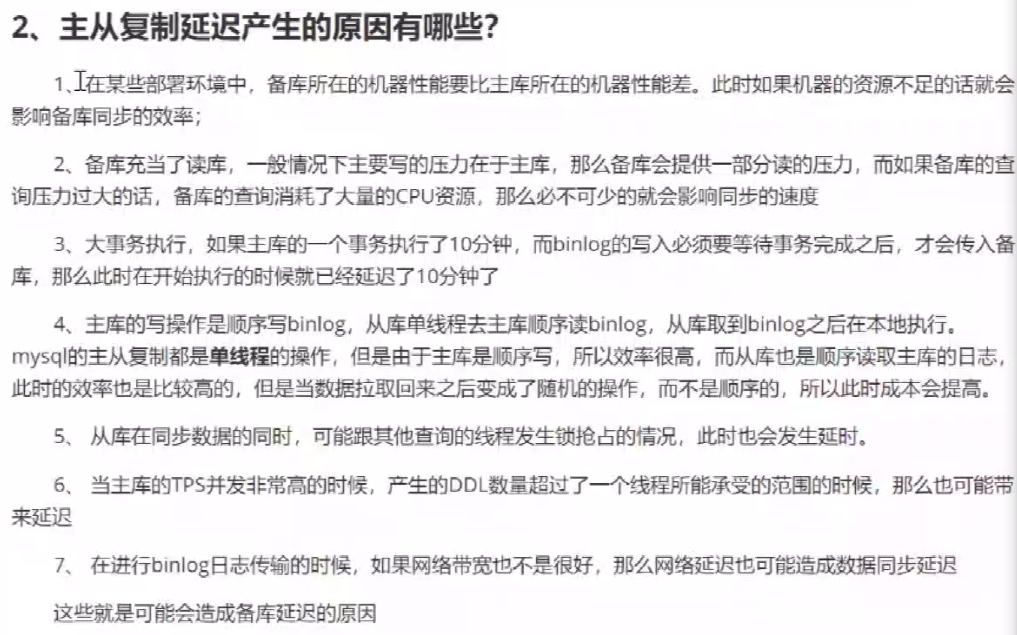 2、主从复制延迟产生的原因有哪些？
1、在某些部署环境中，备库所在的机器性能要比主库所在的机器性能差。此时如果机器的资源不足的话就会
影响备库同步的效率；
2、备库充当了读库，一般情况下主要写的压力在于主库，那么备库会提供一部分读的压力，而如果备库的查
询压力过大的话，备库的查询消耗了大量的CPU资源，那么必不可少的就会影响同步的速度
3、大事务执行，如果主库的一个事务执行了10分钟，而binlog的写入必须要等待事务完成之后，才会传入备
库，那么此时在开始执行的时候就已经延迟了10分钟了
4、主库的写操作是顺序写binlog，从库单线程去主库顺序读binlog，从库取到binlog之后在本地执行。
mysql的主从复制都是单线程的操作，但是由于主库是顺序写，所以效率很高，而从库也是顺序读取主库的日志，
此时的效率也是比较高的，但是当数据拉取回来之后变成了随机的操作，而不是顺序的，所以此时成本会提高。
5、 从库在同步数据的同时，可能跟其他查询的线程发生锁抢占的情况，此时也会发生延时。
6、 当主库的TPS并发非常高的时候，产生的DDL数量超过了一个线程所能承受的范围的时候，那么也可能带
来延迟
7、 在进行binlog日志传输的时候，如果网络带宽也不是很好，那么网络延迟也可能造成数据同步延迟
这些就是可能会造成备库延迟的原因